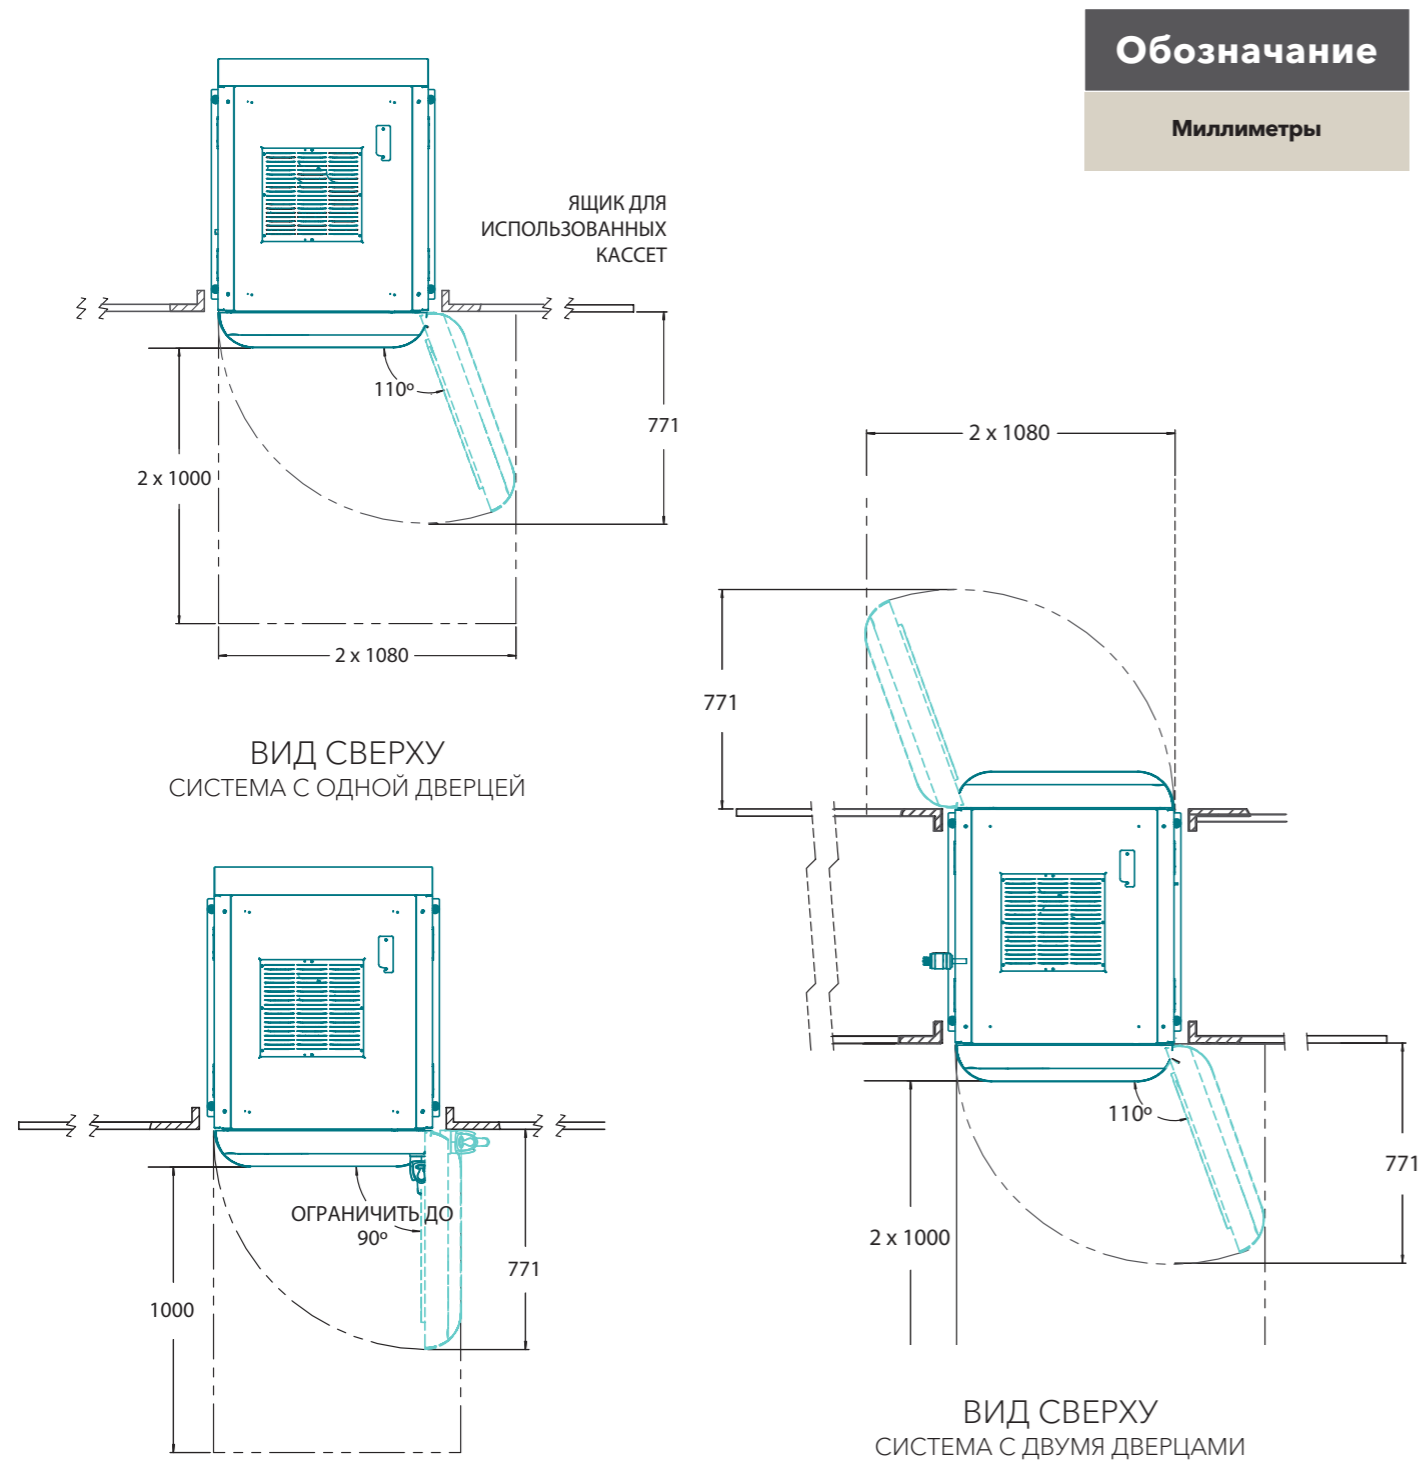 Обозначание
Миллиметры
ЯЩИК ДЛЯ
ИСПОЛЬЗОВАННЫХ
КАССЕТ
110º
771
2 x 1000
2 x 1080
ВИД СВЕРХУ
СИСТЕМА С ОДНОЙ ДВЕРЦЕЙ
ОГРАНИЧИТЬ ДО
90º
771
1000
2 x 1080
771
110º
771
2 x 1000
ВИД СВЕРХУ
СИСТЕМА С ДВУМЯ ДВЕРЦАМИ